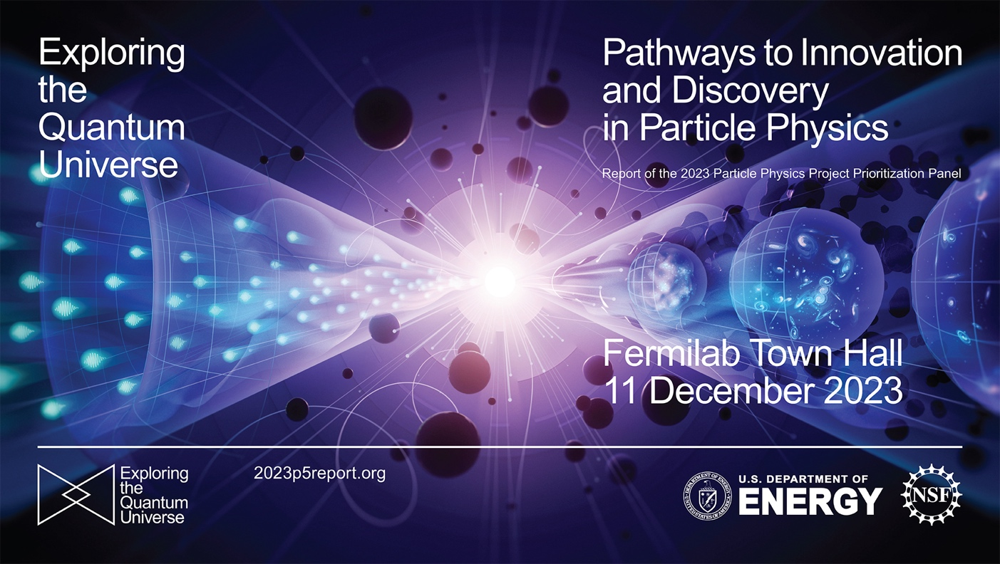 Exploring
the
Quantum
Universe
Pathways to Innovation
and Discovery
in Particle Physics
Report of the 2023 Particle Physics Project Prioritization Panel
Fermilab Town Hall
11 December 2023
Exploring
the
Quantum
Universe
2023p5report.org
DEPARTMENT OF ENERGY
UNITED STATES OF AMERICA
U.S. DEPARTMENT OF
ENERGY
NSF